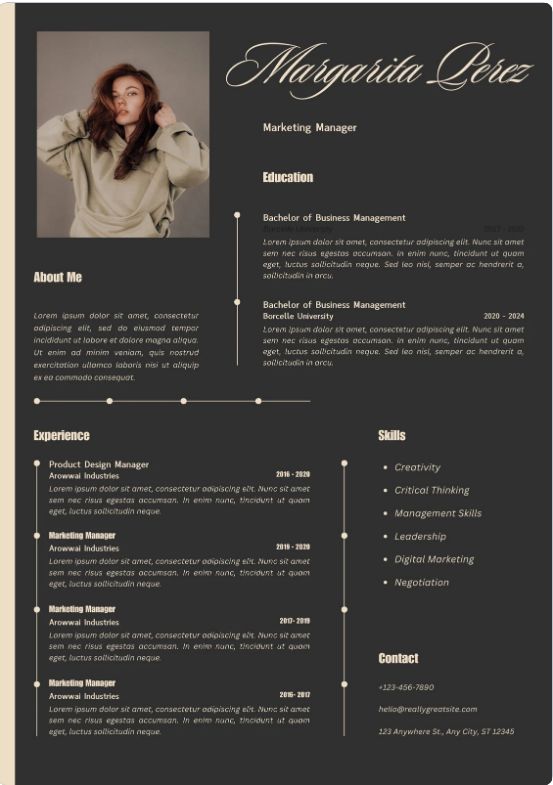 Margarita Perez
Marketing Manager
Education
Bachelor of Business Management
Borcelle University 2017 - 2020
Lorem ipsum dolor sit amet, consectetur adipiscing elit. Nunc sit amet
sem nec risus egestas accumsan. In enim nunc, tincidunt ut quam
eget, luctus sollicitudin neque. Sed leo nisl, semper ac hendrerit a,
sollicitudin in arcu.
Bachelor of Business Management
Borcelle University 2020 - 2024
Lorem ipsum dolor sit amet, consectetur adipiscing elit. Nunc sit amet
sem nec risus egestas accumsan. In enim nunc, tincidunt ut quam
eget, luctus sollicitudin neque. Sed leo nisl, semper ac hendrerit a,
sollicitudin in arcu.
About Me
Lorem ipsum dolor sit amet, consectetur
adipiscing elit, sed do eiusmod tempor
incididunt ut labore et dolore magna aliqua.
Ut enim ad minim veniam, quis nostrud
exercitation ullamco laboris nisi ut aliquip
ex ea commodo consequat.
Experience
Product Design Manager
Arowwai Industries 2016 - 2020
Lorem ipsum dolor sit amet, consectetur adipiscing elit. Nunc sit amet
sem nec risus egestas accumsan. In enim nunc, tincidunt ut quam
eget, luctus sollicitudin neque.
Marketing Manager
Arowwai Industries 2019 - 2020
Lorem ipsum dolor sit amet, consectetur adipiscing elit. Nunc sit amet
sem nec risus egestas accumsan. In enim nunc, tincidunt ut quam
eget, luctus sollicitudin neque.
Marketing Manager
Arowwai Industries 2017- 2019
Lorem ipsum dolor sit amet, consectetur adipiscing elit. Nunc sit amet
sem nec risus egestas accumsan. In enim nunc, tincidunt ut quam
eget, luctus sollicitudin neque.
Marketing Manager
Arowwai Industries 2016- 2017
Lorem ipsum dolor sit amet, consectetur adipiscing elit. Nunc sit amet
sem nec risus egestas accumsan. In enim nunc, tincidunt ut quam
eget, luctus sollicitudin neque.
Skills
• Creativity
• Critical Thinking
• Management Skills
• Leadership
• Digital Marketing
• Negotiation
Contact
+123-456-7890
hello@reallygreatsite.com
123 Anywhere St., Any City, ST 12345